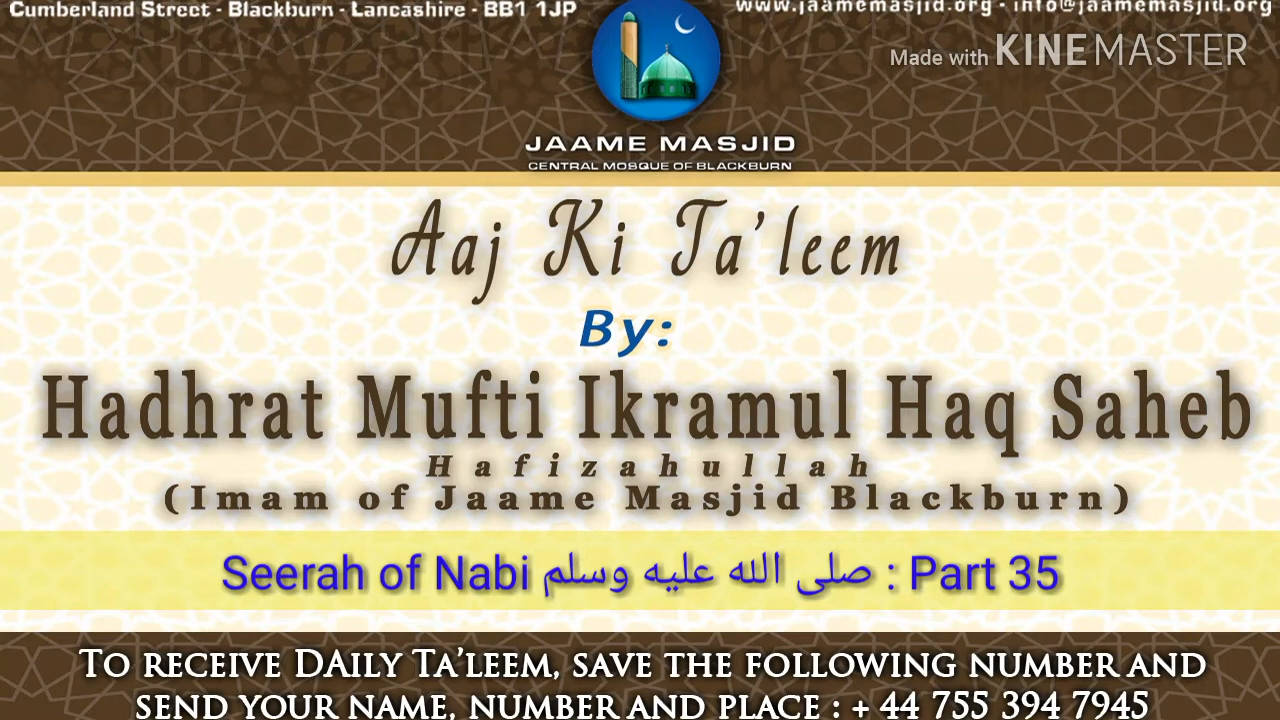 Cumberland Street - Blackburn - Lancashire - BB1 1JP
www.jaamemasjid.org - info@jaamemasjid.org
Made with KINEMASTER
JAAME MASJID
CENTRAL MOSQUE OF BLACKBURN
Aaj Ki Ta'leem
By:
Hadhrat Mufti Ikramul Haq Saheb
Hafizahullah
(Imam of Jaame Masjid Blackburn)
Seerah of Nabi صلى الله عليه وسلم : Part 35
TO RECEIVE DAILY TA'LEEM, SAVE THE FOLLOWING NUMBER AND
SEND YOUR NAME, NUMBER AND PLACE : + 44 755 394 7945